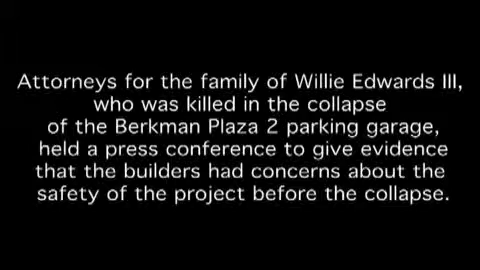 Attorneys for the family of Willie Edwards III,
who was killed in the collapse
of the Berkman Plaza 2 parking garage,
held a press conference to give evidence
that the builders had concerns about the
safety of the project before the collapse.